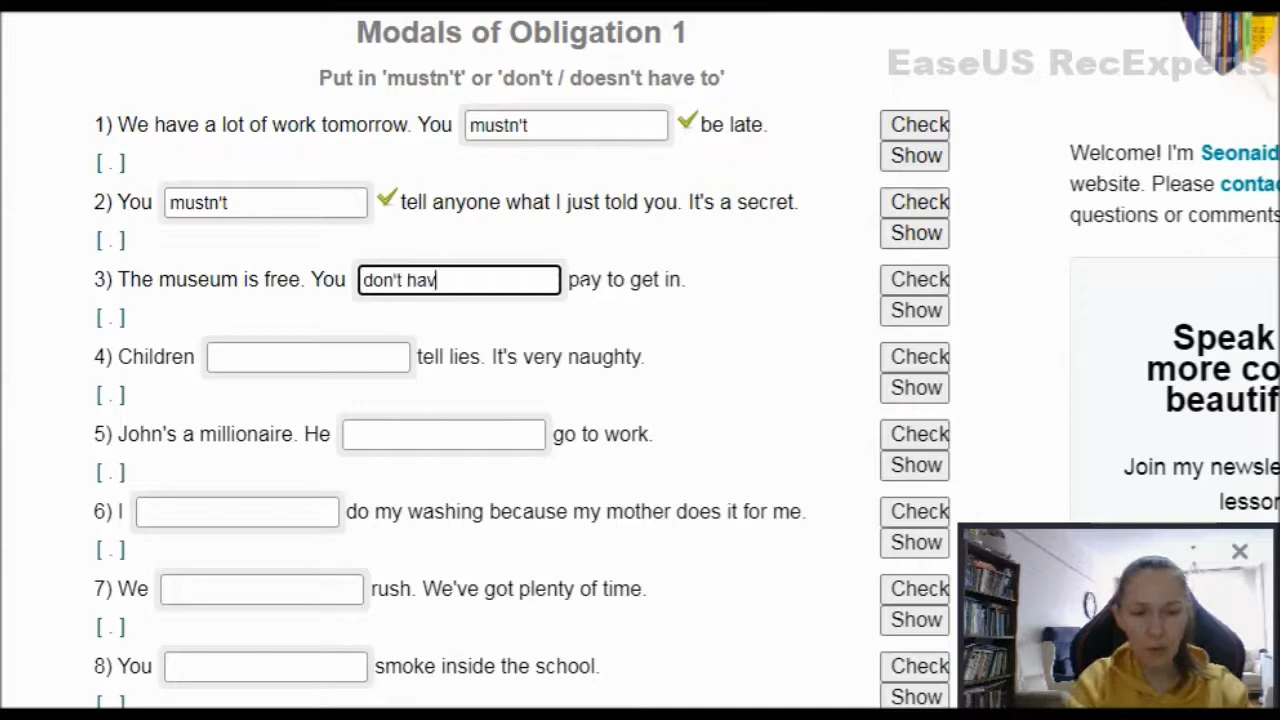 Modals of Obligation 1
EaseUS RecExperts
Put in 'mustn't' or 'don't / doesn't have to'
1) We have a lot of work tomorrow. You mustn't be late.
Check
[ . ]
Show
Welcome! I'm Seonaid
website. Please conta
questions or comments
2) You mustn't tell anyone what I just told you. It's a secret.
Check
[ . ]
Show
3) The museum is free. You don't hav pay to get in.
Check
[ . ]
Show
4) Children tell lies. It's very naughty.
Check
[ . ]
Show
Speak
more co
beautif
5) John's a millionaire. He go to work.
Check
[ . ]
Show
Join my newsle
lesson
6) I do my washing because my mother does it for me.
Check
[ . ]
Show
7) We rush. We've got plenty of time.
Check
[ . ]
Show
8) You smoke inside the school.
Check
Show